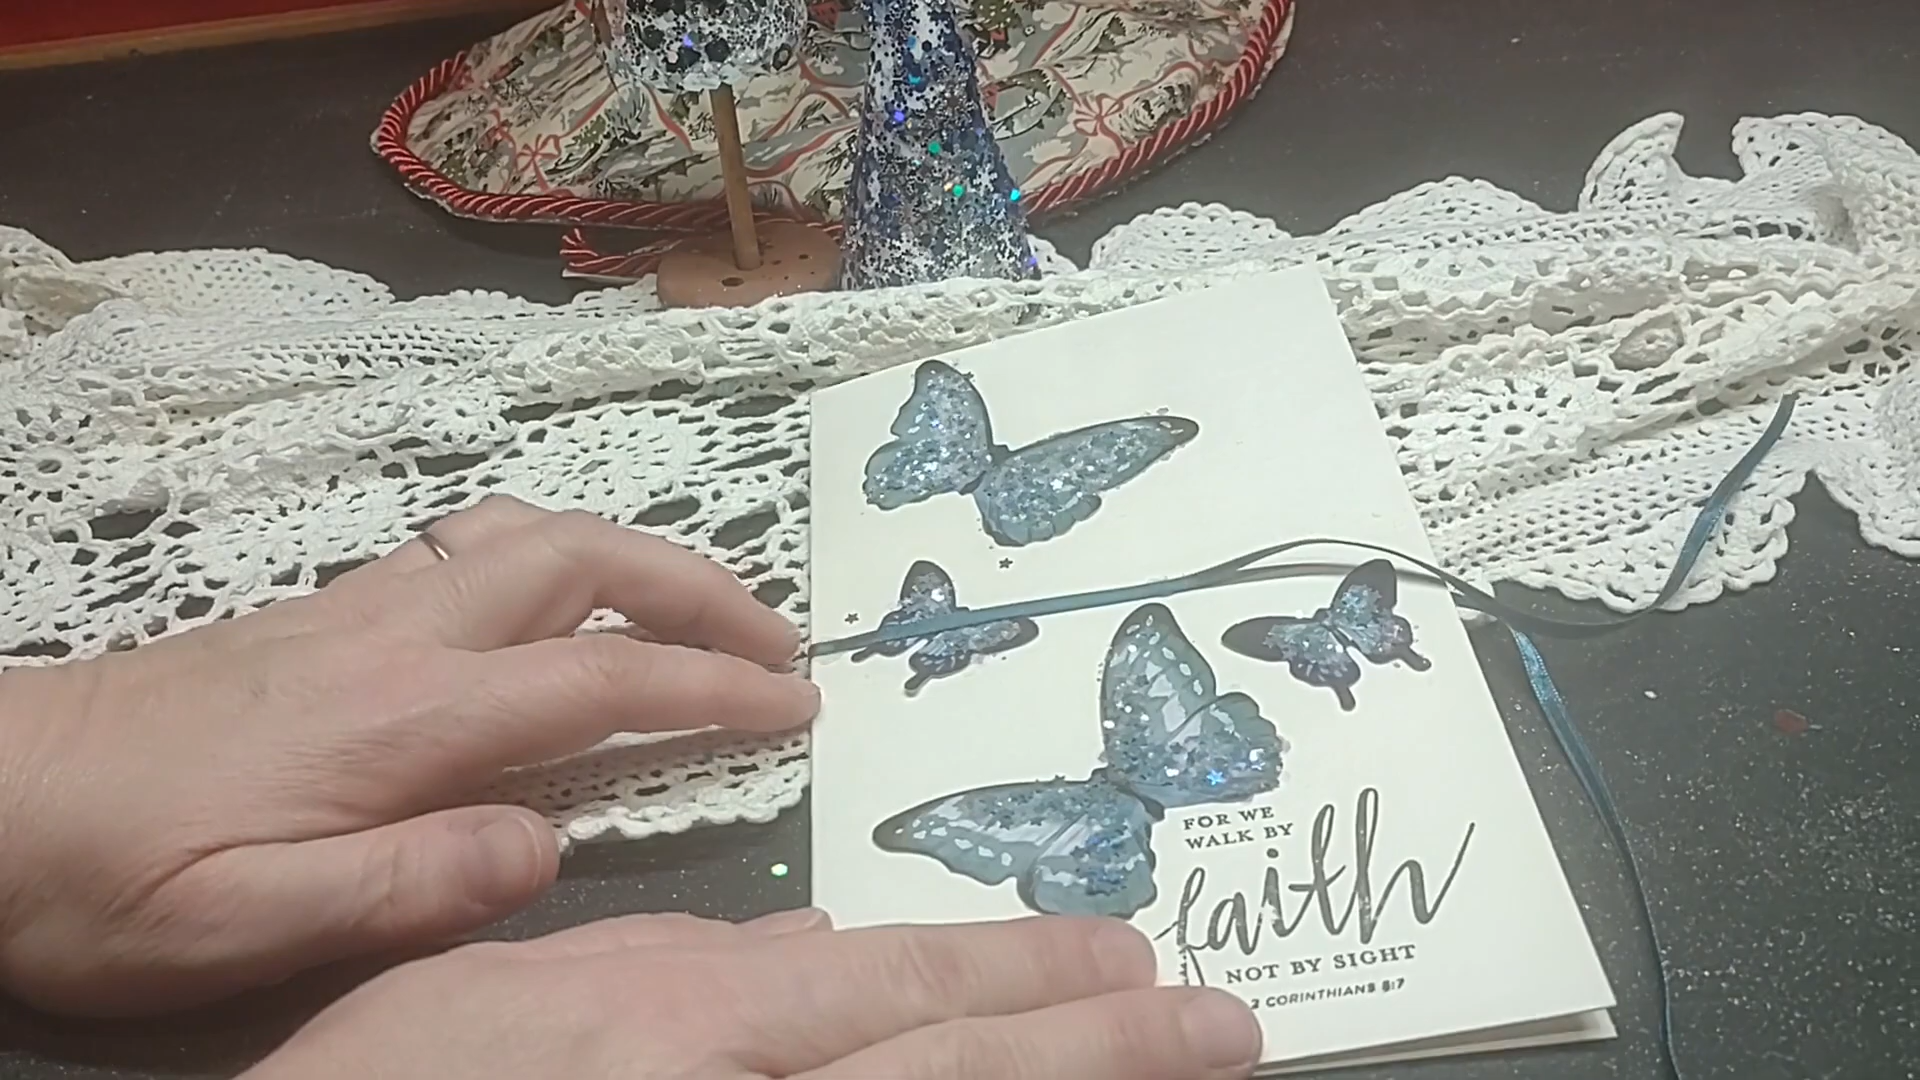 FOR WE
WALK BY
faith
NOT BY SIGHT
2 CORINTHIANS 5:7